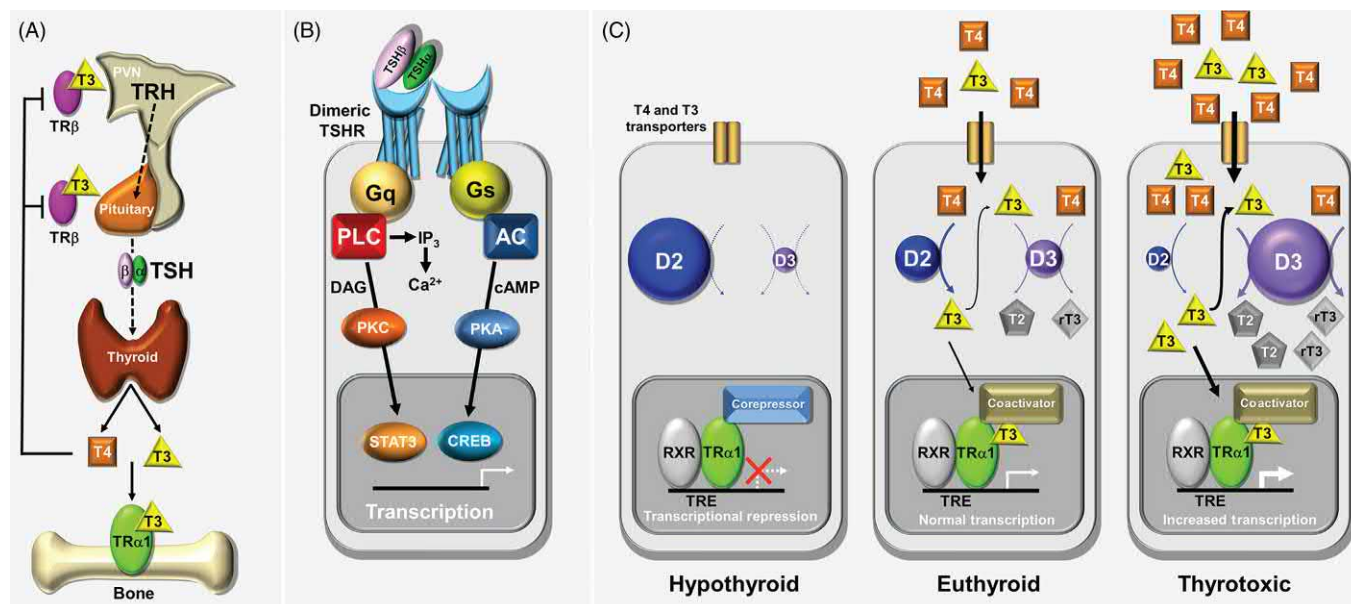 (A)
T3
PVN
TRH
TRβ
T3
Pituitary
TRβ
β α TSH
Thyroid
T4
T3
T3
TRα1
Bone
(B)
TSHβ
TSHα
Dimeric
TSHR
Gq
Gs
PLC
IP3
AC
Ca2+
DAG
cAMP
PKC
PKA
STAT3
CREB
Transcription
(C)
T4 and T3
transporters
D2
D3
Corepressor
RXR
TRα1
TRE
Transcriptional repression
Hypothyroid
T4
T3
T4
T4
T4
T3
T4
D2
D3
T3
T2
rT3
Coactivator
T3
RXR
TRα1
TRE
Normal transcription
Euthyroid
T4
T4
T4
T3
T3
T4
T4
T4
T3
T4
T4
T3
T4
D2
D3
T3
T2
rT3
T3
T2
rT3
Coactivator
T3
RXR
TRα1
TRE
Increased transcription
Thyrotoxic